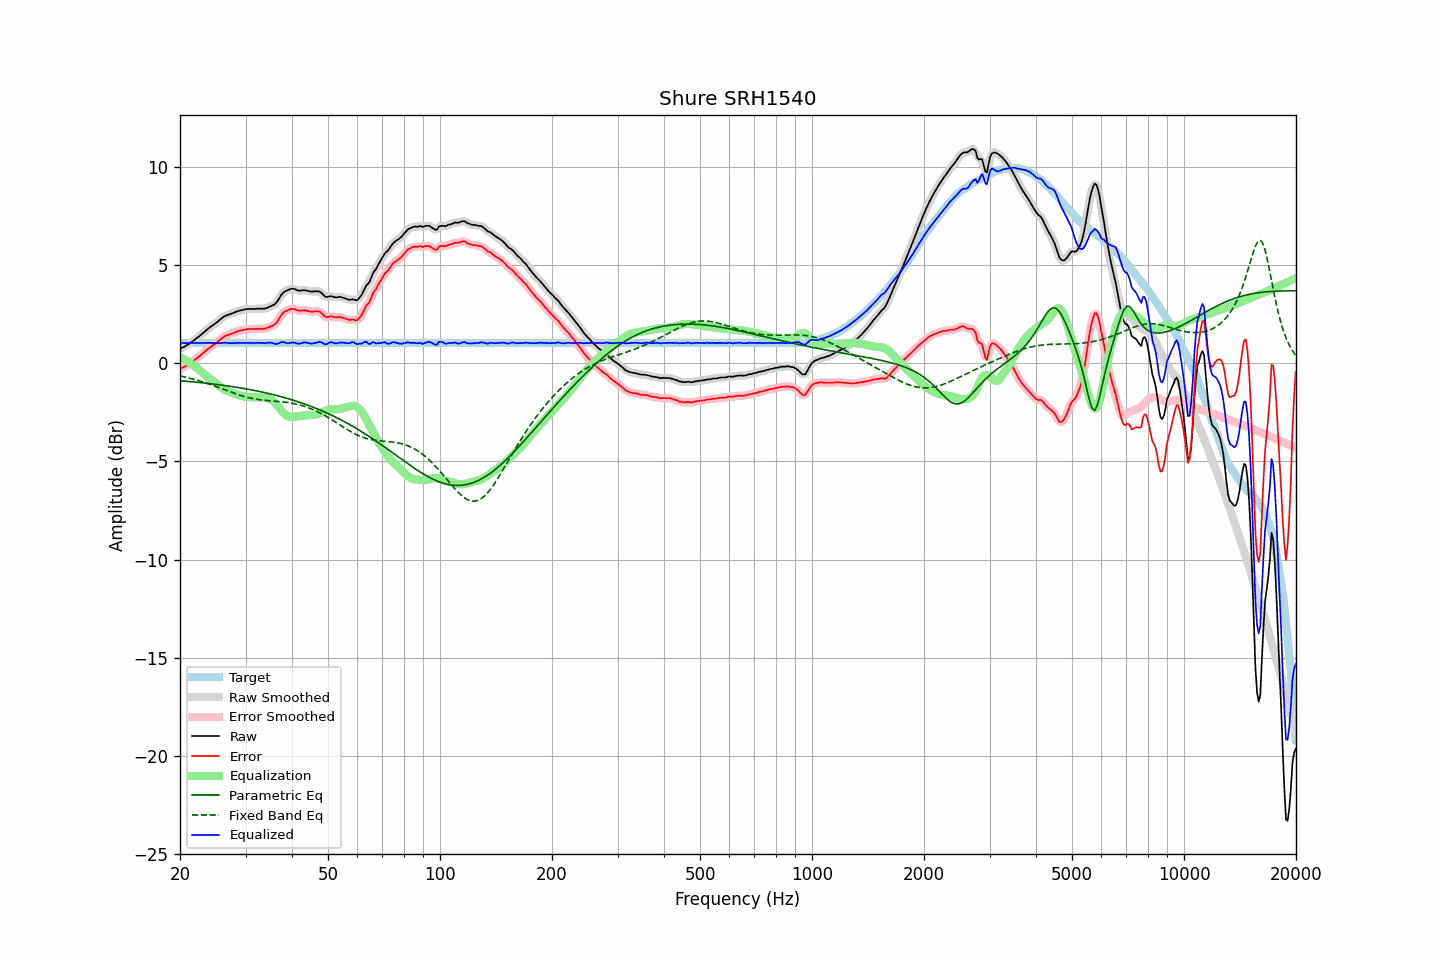 Shure SRH1540
Amplitude (dBr)
10
5
0
−5
−10
−15
−20
−25
Target
Raw Smoothed
Error Smoothed
Raw
Error
Equalization
Parametric Eq
Fixed Band Eq
Equalized
20 50 100 200 500 1000 2000 5000 10000 20000
Frequency (Hz)